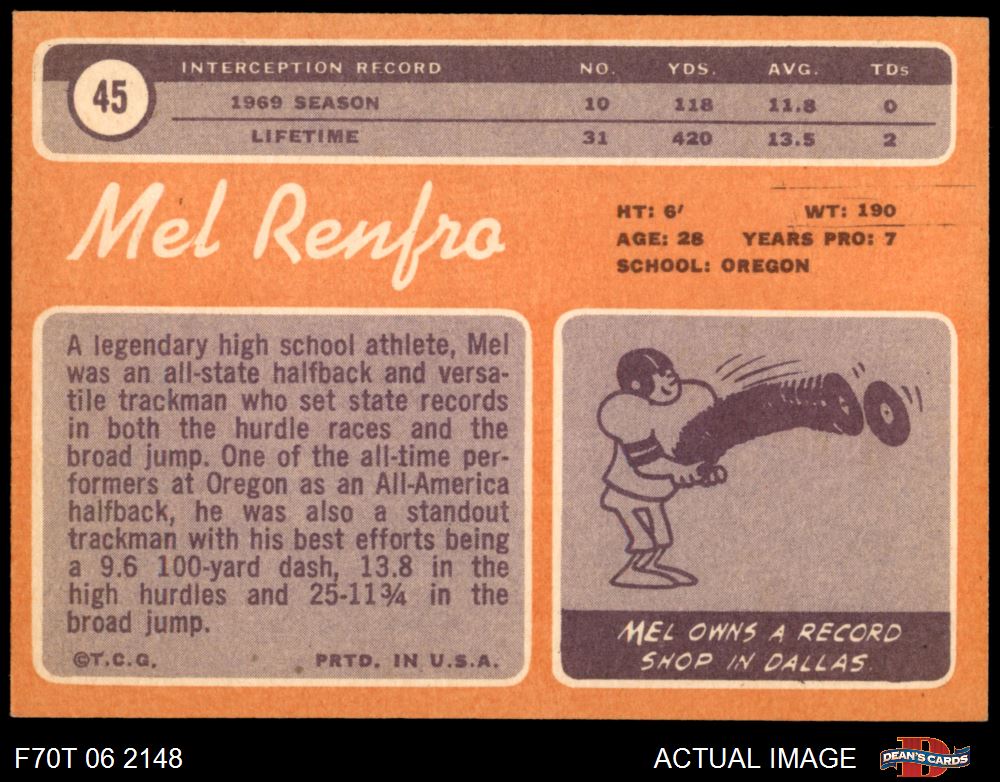 45
INTERCEPTION RECORD NO. YDS. AVG. TDs
1969 SEASON 10 118 11.8 0
LIFETIME 31 420 13.5 2
Mel Renfro
HT: 6' WT: 190
AGE: 28 YEARS PRO: 7
SCHOOL: OREGON
A legendary high school athlete, Mel
was an all-state halfback and versa-
tile trackman who set state records
in both the hurdle races and the
broad jump. One of the all-time per-
formers at Oregon as an All-America
halfback, he was also a standout
trackman with his best efforts being
a 9.6 100-yard dash, 13.8 in the
high hurdles and 25-11¾ in the
broad jump.
©T.C.G. PRTD. IN U.S.A.
MEL OWNS A RECORD
SHOP IN DALLAS.
F70T 06 2148 ACTUAL IMAGE DEAN'S CARDS